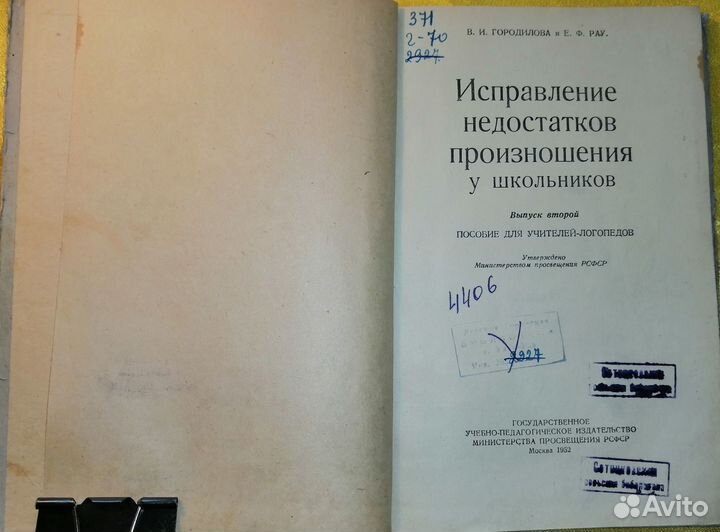 371
2-70
2927
В. И. ГОРОДИЛОВА и Е. Ф. РАУ.
Исправление
недостатков
произношения
у школьников
Выпуск второй
ПОСОБИЕ ДЛЯ УЧИТЕЛЕЙ-ЛОГОПЕДОВ
Утверждено
Министерством просвещения РСФСР
4406
2927
ГОСУДАРСТВЕННОЕ
УЧЕБНО-ПЕДАГОГИЧЕСКОЕ ИЗДАТЕЛЬСТВО
МИНИСТЕРСТВА ПРОСВЕЩЕНИЯ РСФСР
Москва 1952
Avito